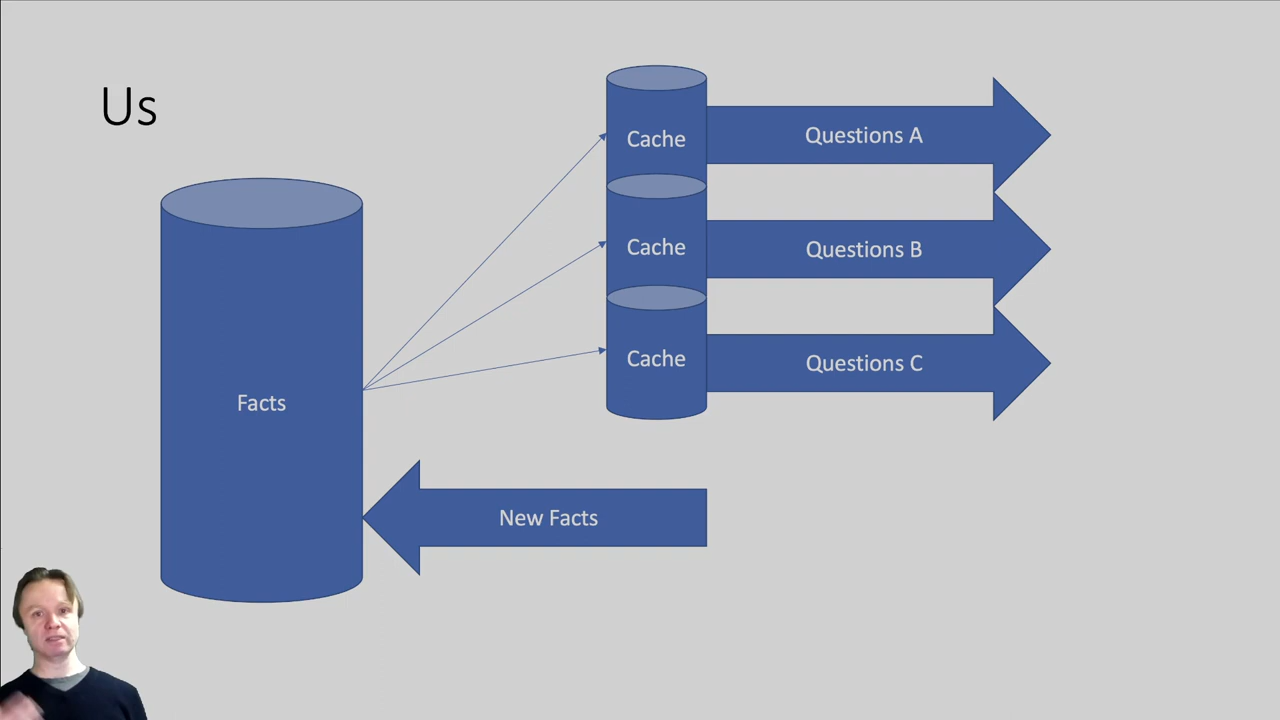 Us
Cache
Questions A
Cache
Questions B
Cache
Questions C
Facts
New Facts